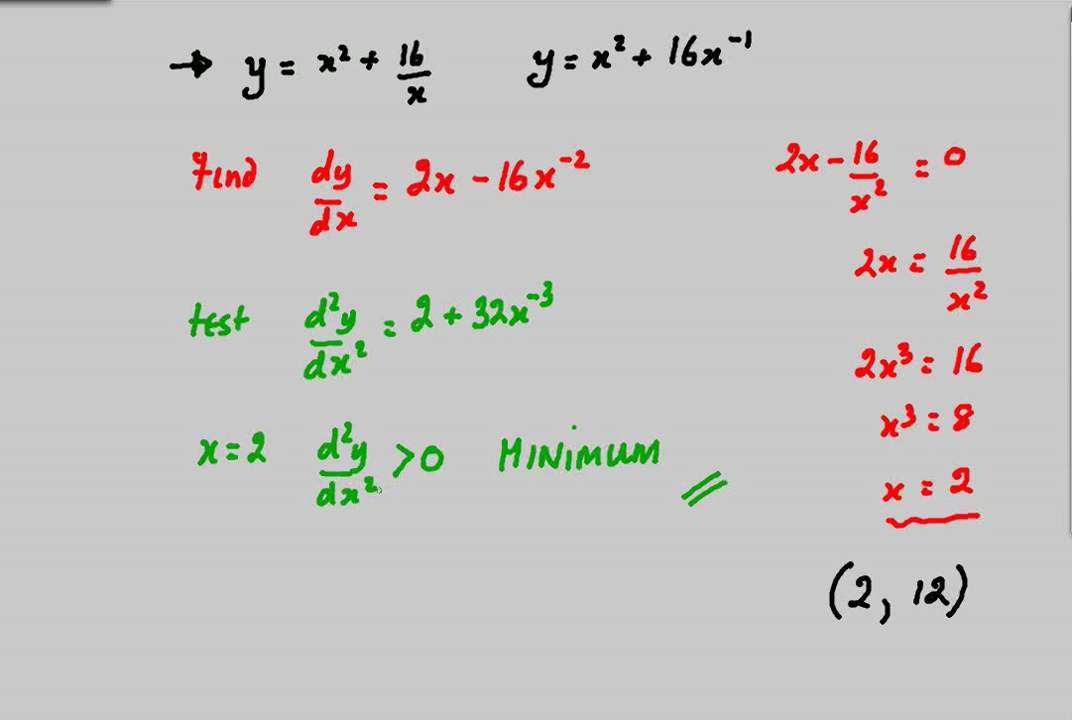 → y = x² + 16/x    y = x² + 16x⁻¹
Find dy/dx = 2x - 16x⁻²
test d²y/dx² = 2 + 32x⁻³
x = 2 d²y/dx² > 0 MINIMUM
2x - 16/x² = 0
2x = 16/x²
2x³ = 16
x³ = 8
x = 2
(2, 12)